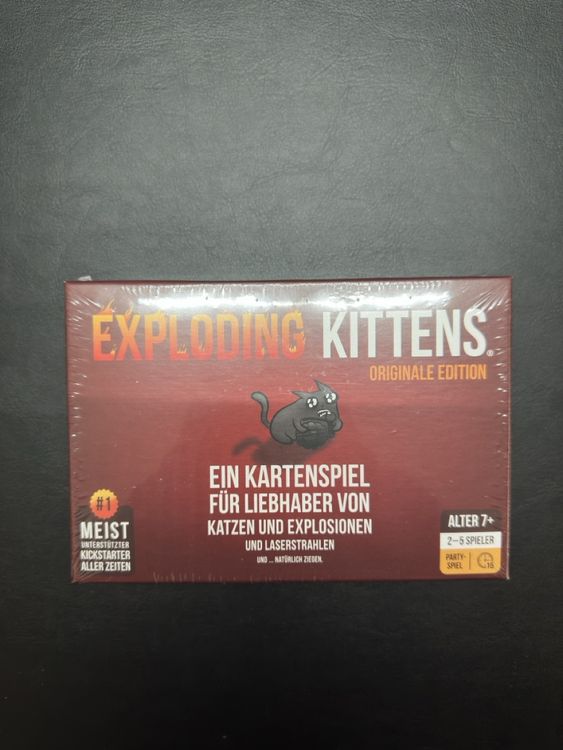 EXPLODING KITTENS®
ORIGINALE EDITION
EIN KARTENSPIEL
FÜR LIEBHABER VON
KATZEN UND EXPLOSIONEN
UND LASERSTRAHLEN
UND ... NATÜRLICH ZIEGEN.
#1
MEIST
UNTERSTÜTZTER
KICKSTARTER
ALLER ZEITEN
ALTER 7+
2–5 SPIELER
PARTY-
SPIEL
15